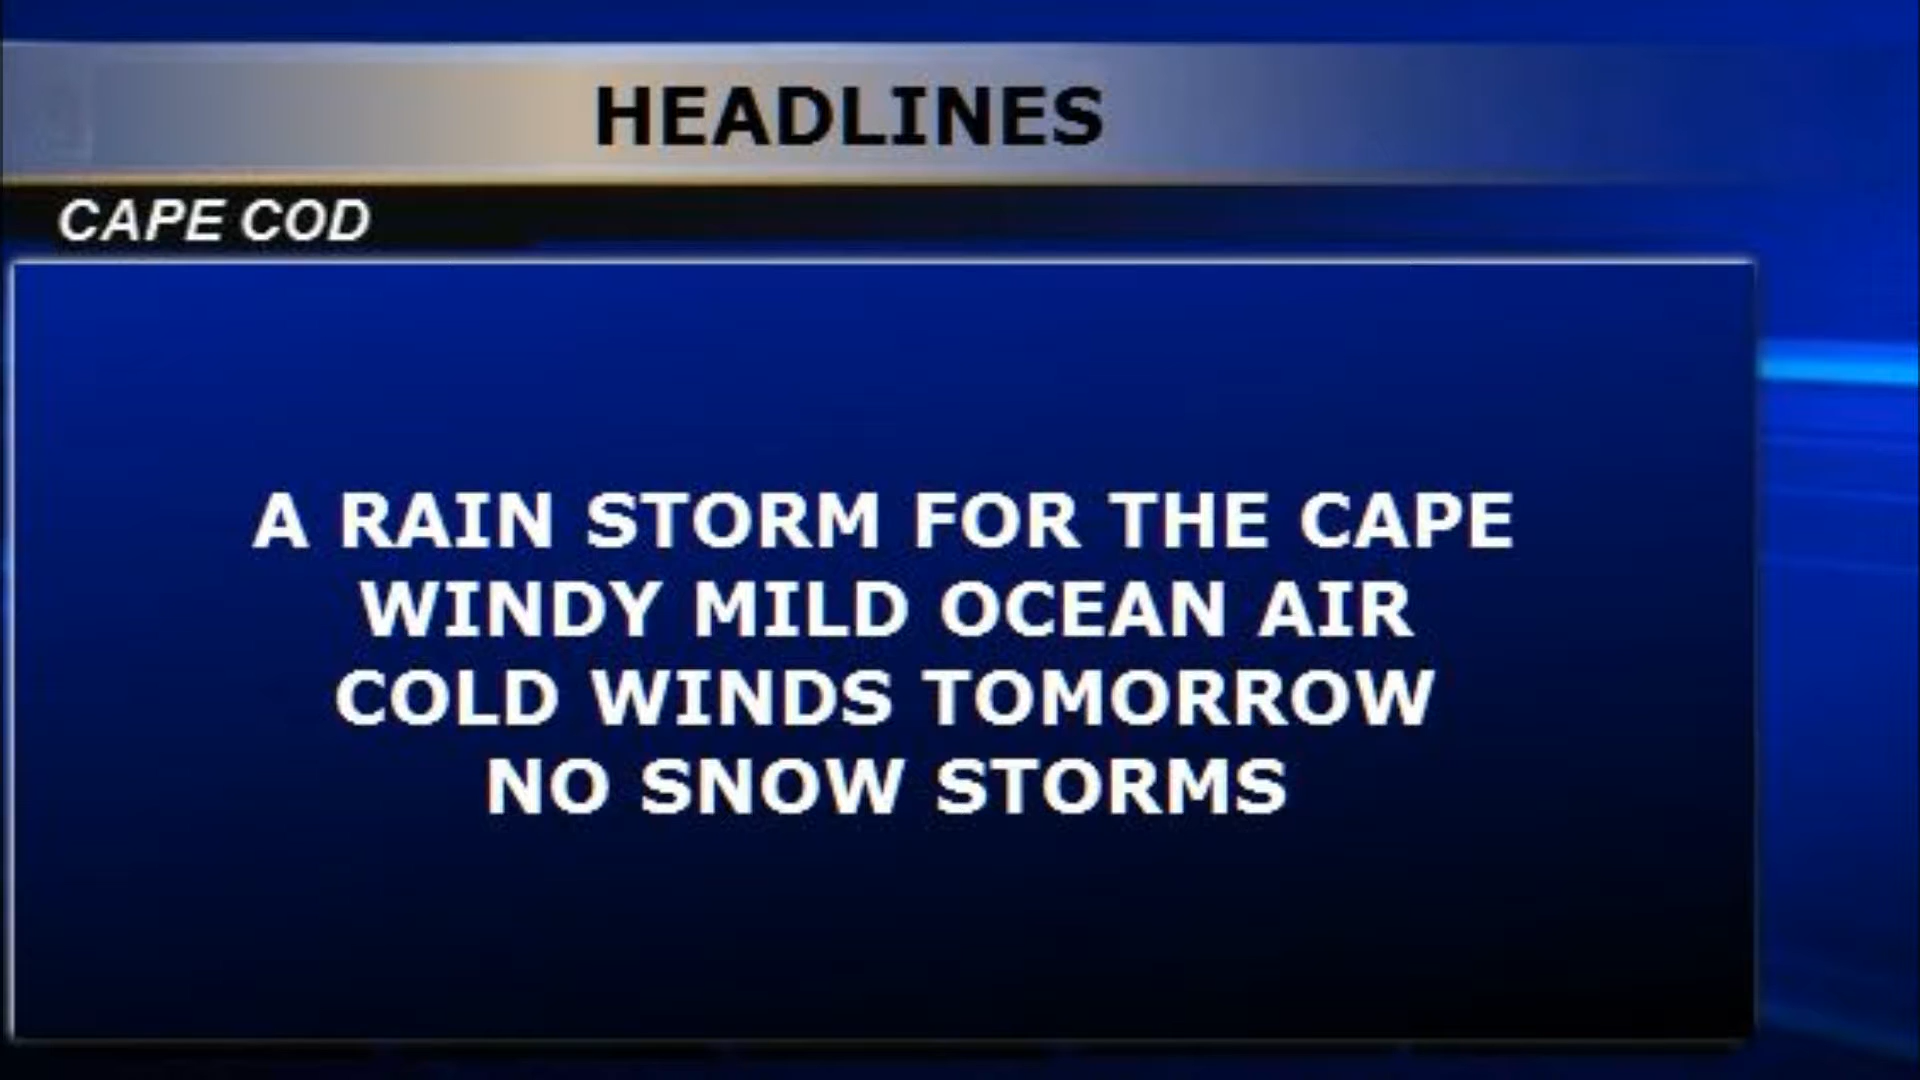 HEADLINES
CAPE COD
A RAIN STORM FOR THE CAPE
WINDY MILD OCEAN AIR
COLD WINDS TOMORROW
NO SNOW STORMS